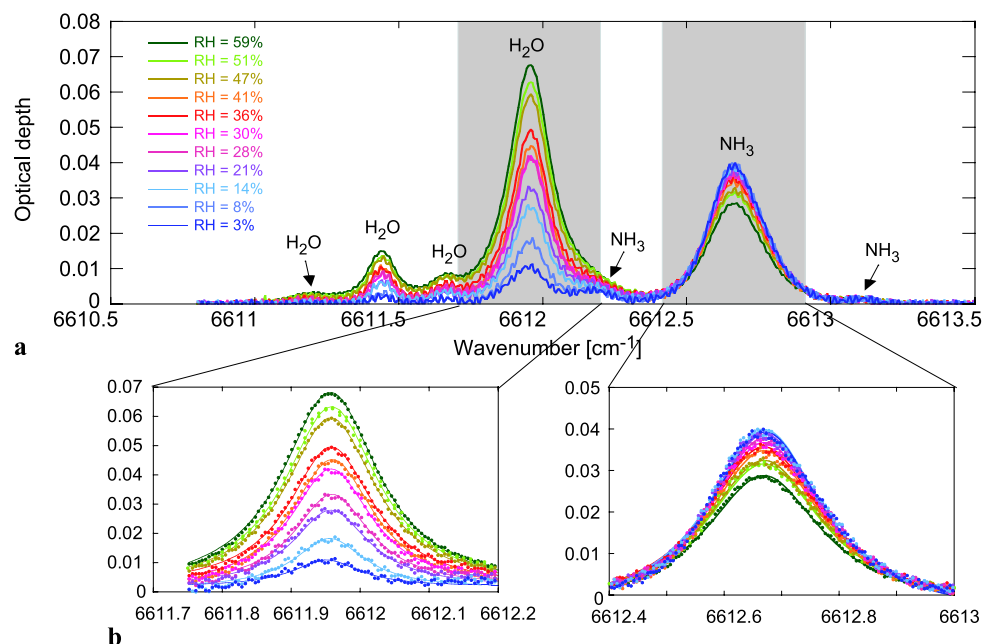 0.08
0.07
0.06
0.05
0.04
0.03
0.02
0.01
0
Optical depth
RH = 59%
RH = 51%
RH = 47%
RH = 41%
RH = 36%
RH = 30%
RH = 28%
RH = 21%
RH = 14%
RH = 8%
RH = 3%
H₂O
H₂O
H₂O
H₂O
NH₃
NH₃
NH₃
6610.5 6611 6611.5 6612 6612.5 6613 6613.5
a
Wavenumber [cm⁻¹]
0.07
0.06
0.05
0.04
0.03
0.02
0.01
0
6611.7 6611.8 6611.9 6612 6612.1 6612.2
0.05
0.04
0.03
0.02
0.01
0
6612.4 6612.6 6612.8 6613
b